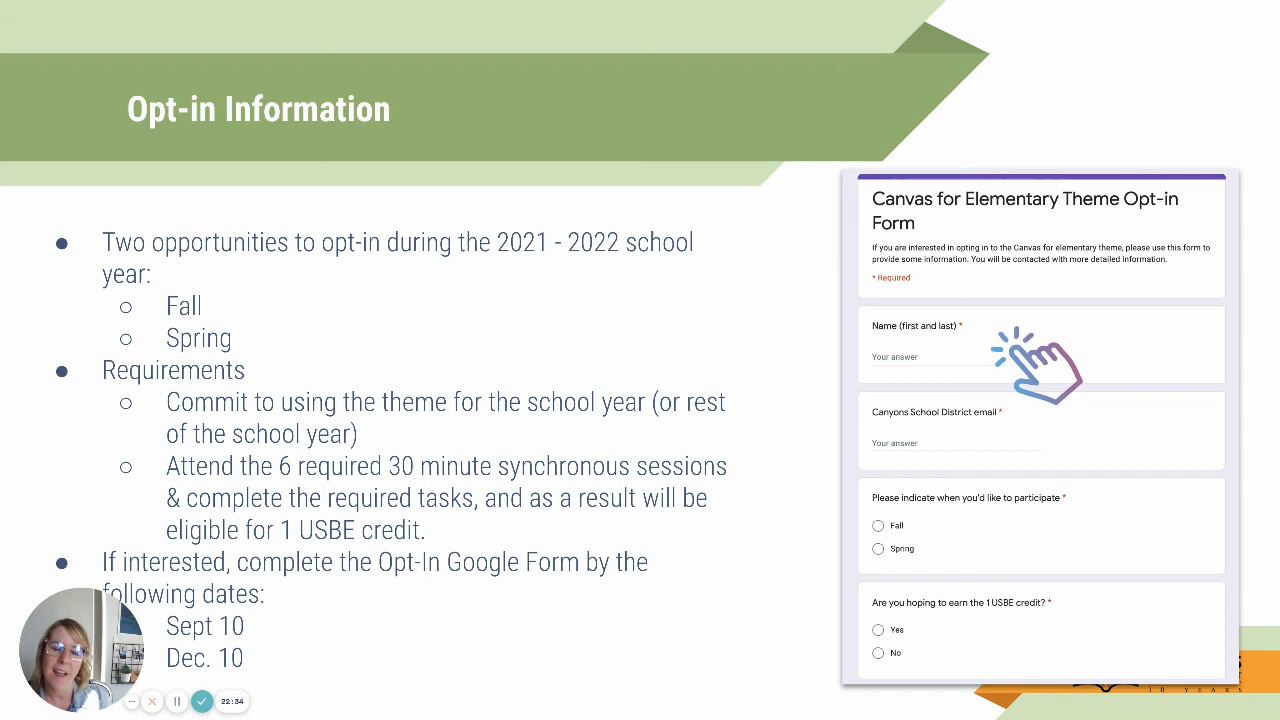 Opt-in Information
Two opportunities to opt-in during the 2021 - 2022 school
year:
Fall
Spring
Requirements
Commit to using the theme for the school year (or rest
of the school year)
Attend the 6 required 30 minute synchronous sessions
& complete the required tasks, and as a result will be
eligible for 1 USBE credit.
If interested, complete the Opt-In Google Form by the
following dates:
Sept 10
Dec. 10
22:34
Canvas for Elementary Theme Opt-in
Form
If you are interested in opting in to the Canvas for elementary theme, please use this form to
provide some information. You will be contacted with more detailed information.
* Required
Name (first and last) *
Your answer
Canyons School District email *
Your answer
Please indicate when you'd like to participate *
Fall
Spring
Are you hoping to earn the 1 USBE credit? *
Yes
No
10 YEARS